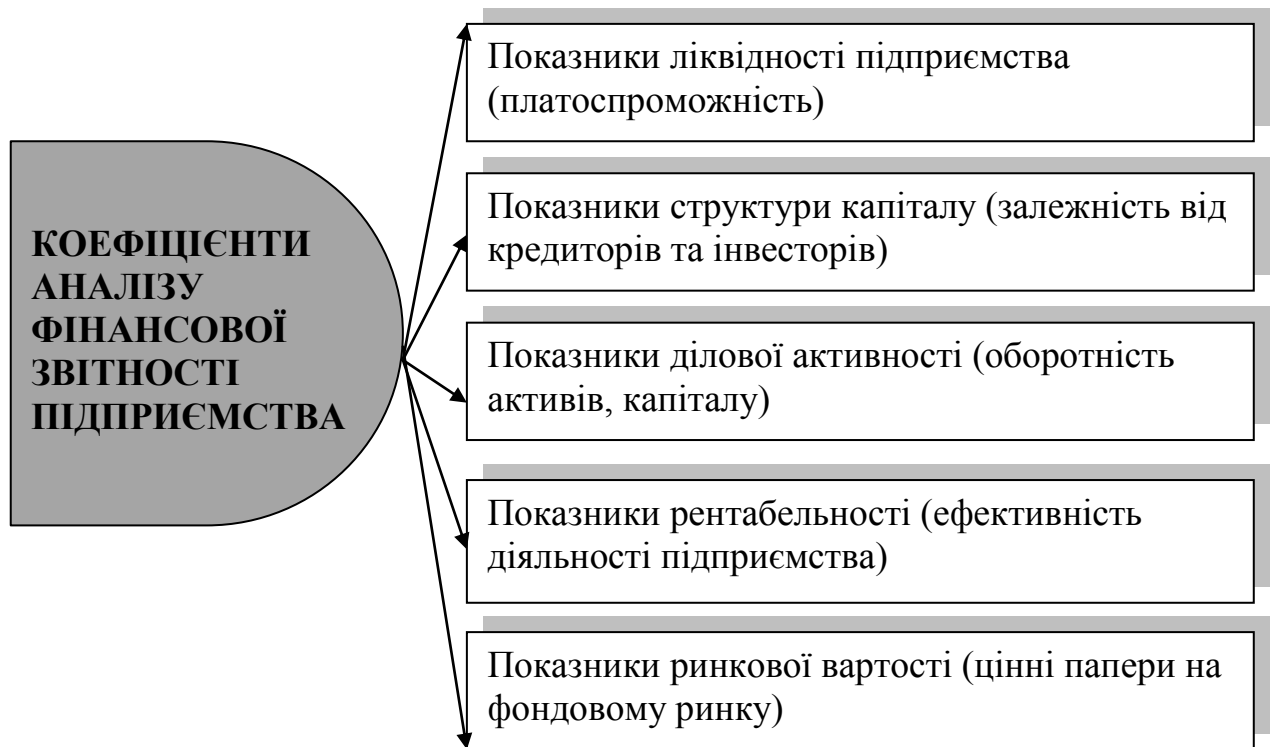 КОЕФІЦІЄНТИ
АНАЛІЗУ
ФІНАНСОВОЇ
ЗВІТНОСТІ
ПІДПРИЄМСТВА
Показники ліквідності підприємства
(платоспроможність)
Показники структури капіталу (залежність від
кредиторів та інвесторів)
Показники ділової активності (оборотність
активів, капіталу)
Показники рентабельності (ефективність
діяльності підприємства)
Показники ринкової вартості (цінні папери на
фондовому ринку)